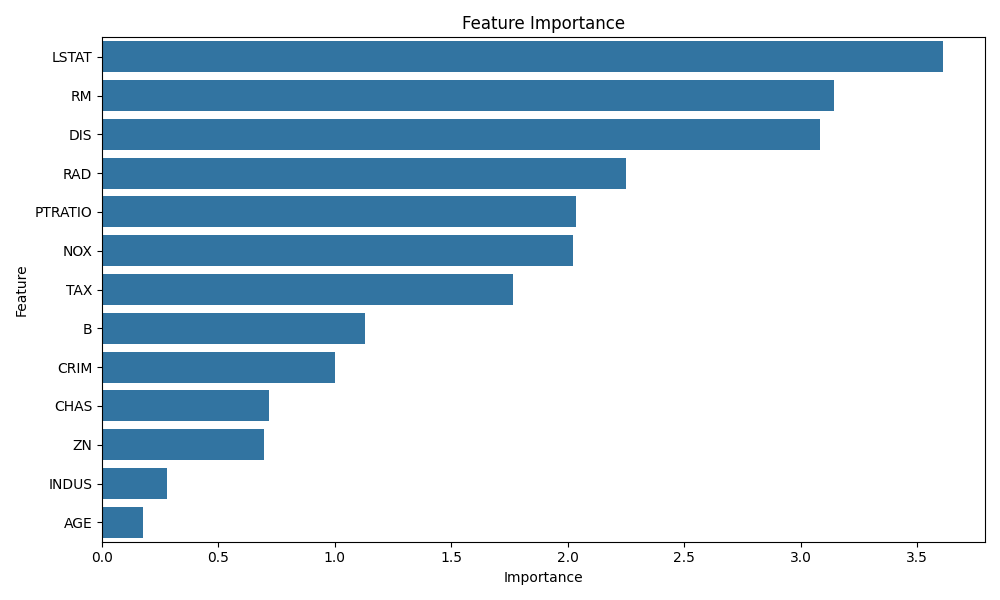 Feature Importance
LSTAT
RM
DIS
RAD
PTRATIO
NOX
TAX
B
CRIM
CHAS
ZN
INDUS
AGE
Feature
0.0 0.5 1.0 1.5 2.0 2.5 3.0 3.5
Importance